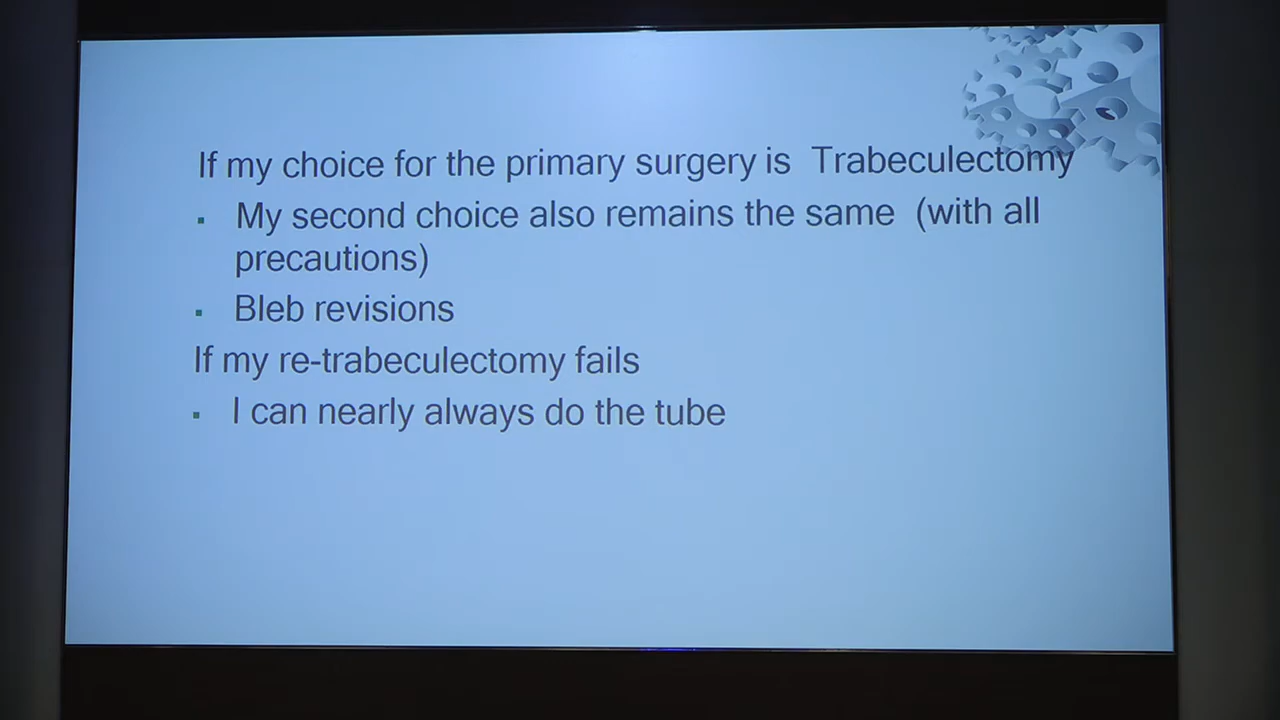 If my choice for the primary surgery is Trabeculectomy
▪ My second choice also remains the same (with all
precautions)
▪ Bleb revisions
If my re-trabeculectomy fails
▪ I can nearly always do the tube